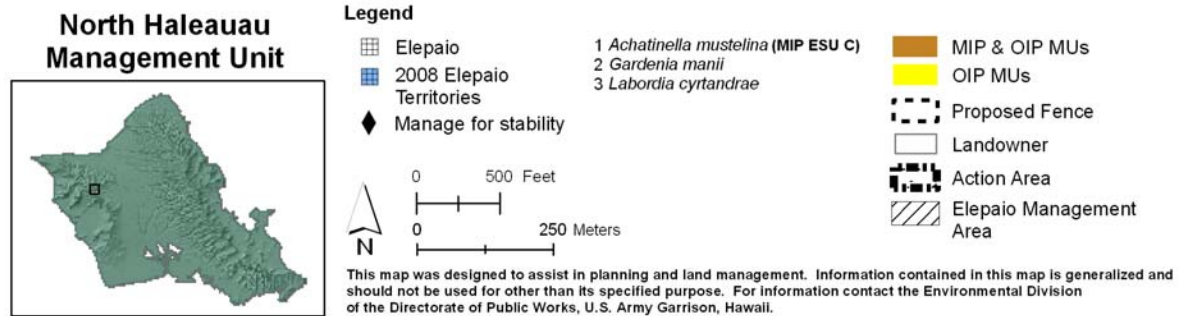 North Haleauau
Management Unit
Legend
Elepaio
2008 Elepaio
Territories
Manage for stability
1 Achatinella mustelina (MIP ESU C)
2 Gardenia manii
3 Labordia cyrtandrae
MIP & OIP MUs
OIP MUs
Proposed Fence
Landowner
Action Area
Elepaio Management
Area
N
0 500 Feet
0 250 Meters
This map was designed to assist in planning and land management. Information contained in this map is generalized and
should not be used for other than its specified purpose. For information contact the Environmental Division
of the Directorate of Public Works, U.S. Army Garrison, Hawaii.